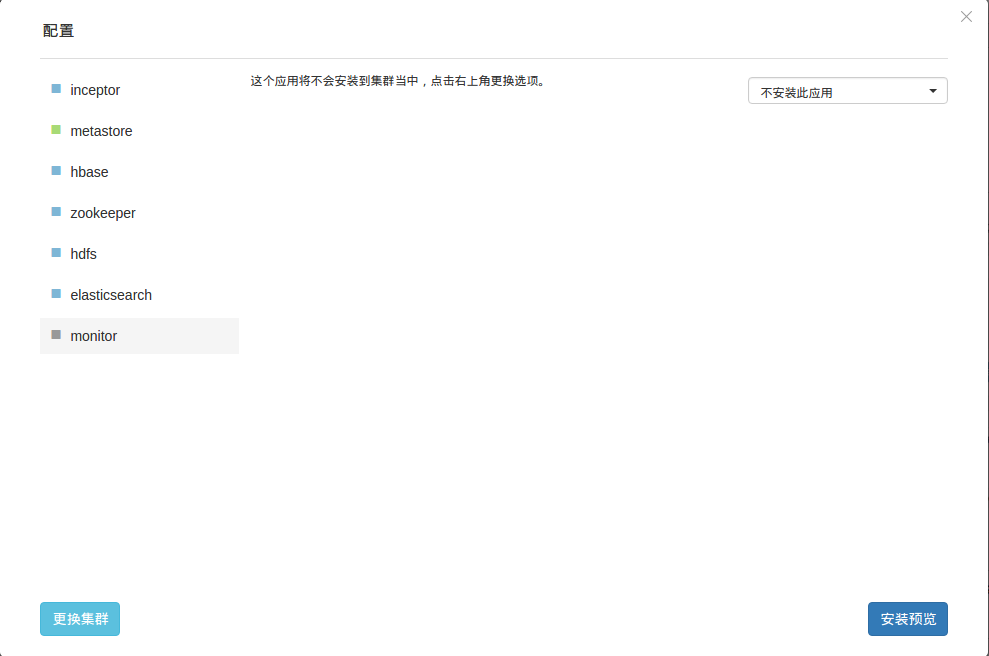 配置
inceptor
metastore
hbase
zookeeper
hdfs
elasticsearch
monitor
这个应用将不会安装到集群当中，点击右上角更换选项。
不安装此应用
更换集群
安装预览